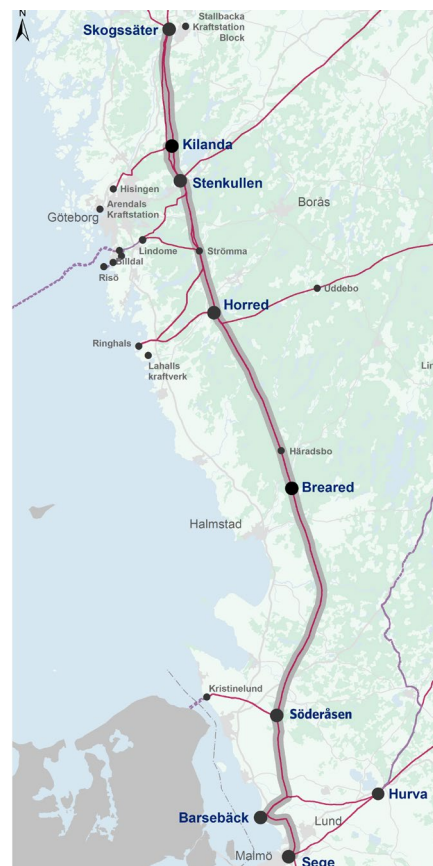 N
Stallbacka
Kraftstation
Block
Skogssäter
Kilanda
Stenkullen
Hisingen
Borås
Arendals
Kraftstation
Göteborg
Lindome
Strömma
Billdal
Risö
Uddebo
Horred
Ringhals
Lahalls
kraftverk
Lin
Häradsbo
Breared
Halmstad
Kristinelund
Söderåsen
Hurva
Barsebäck
Lund
Malmö
Sege